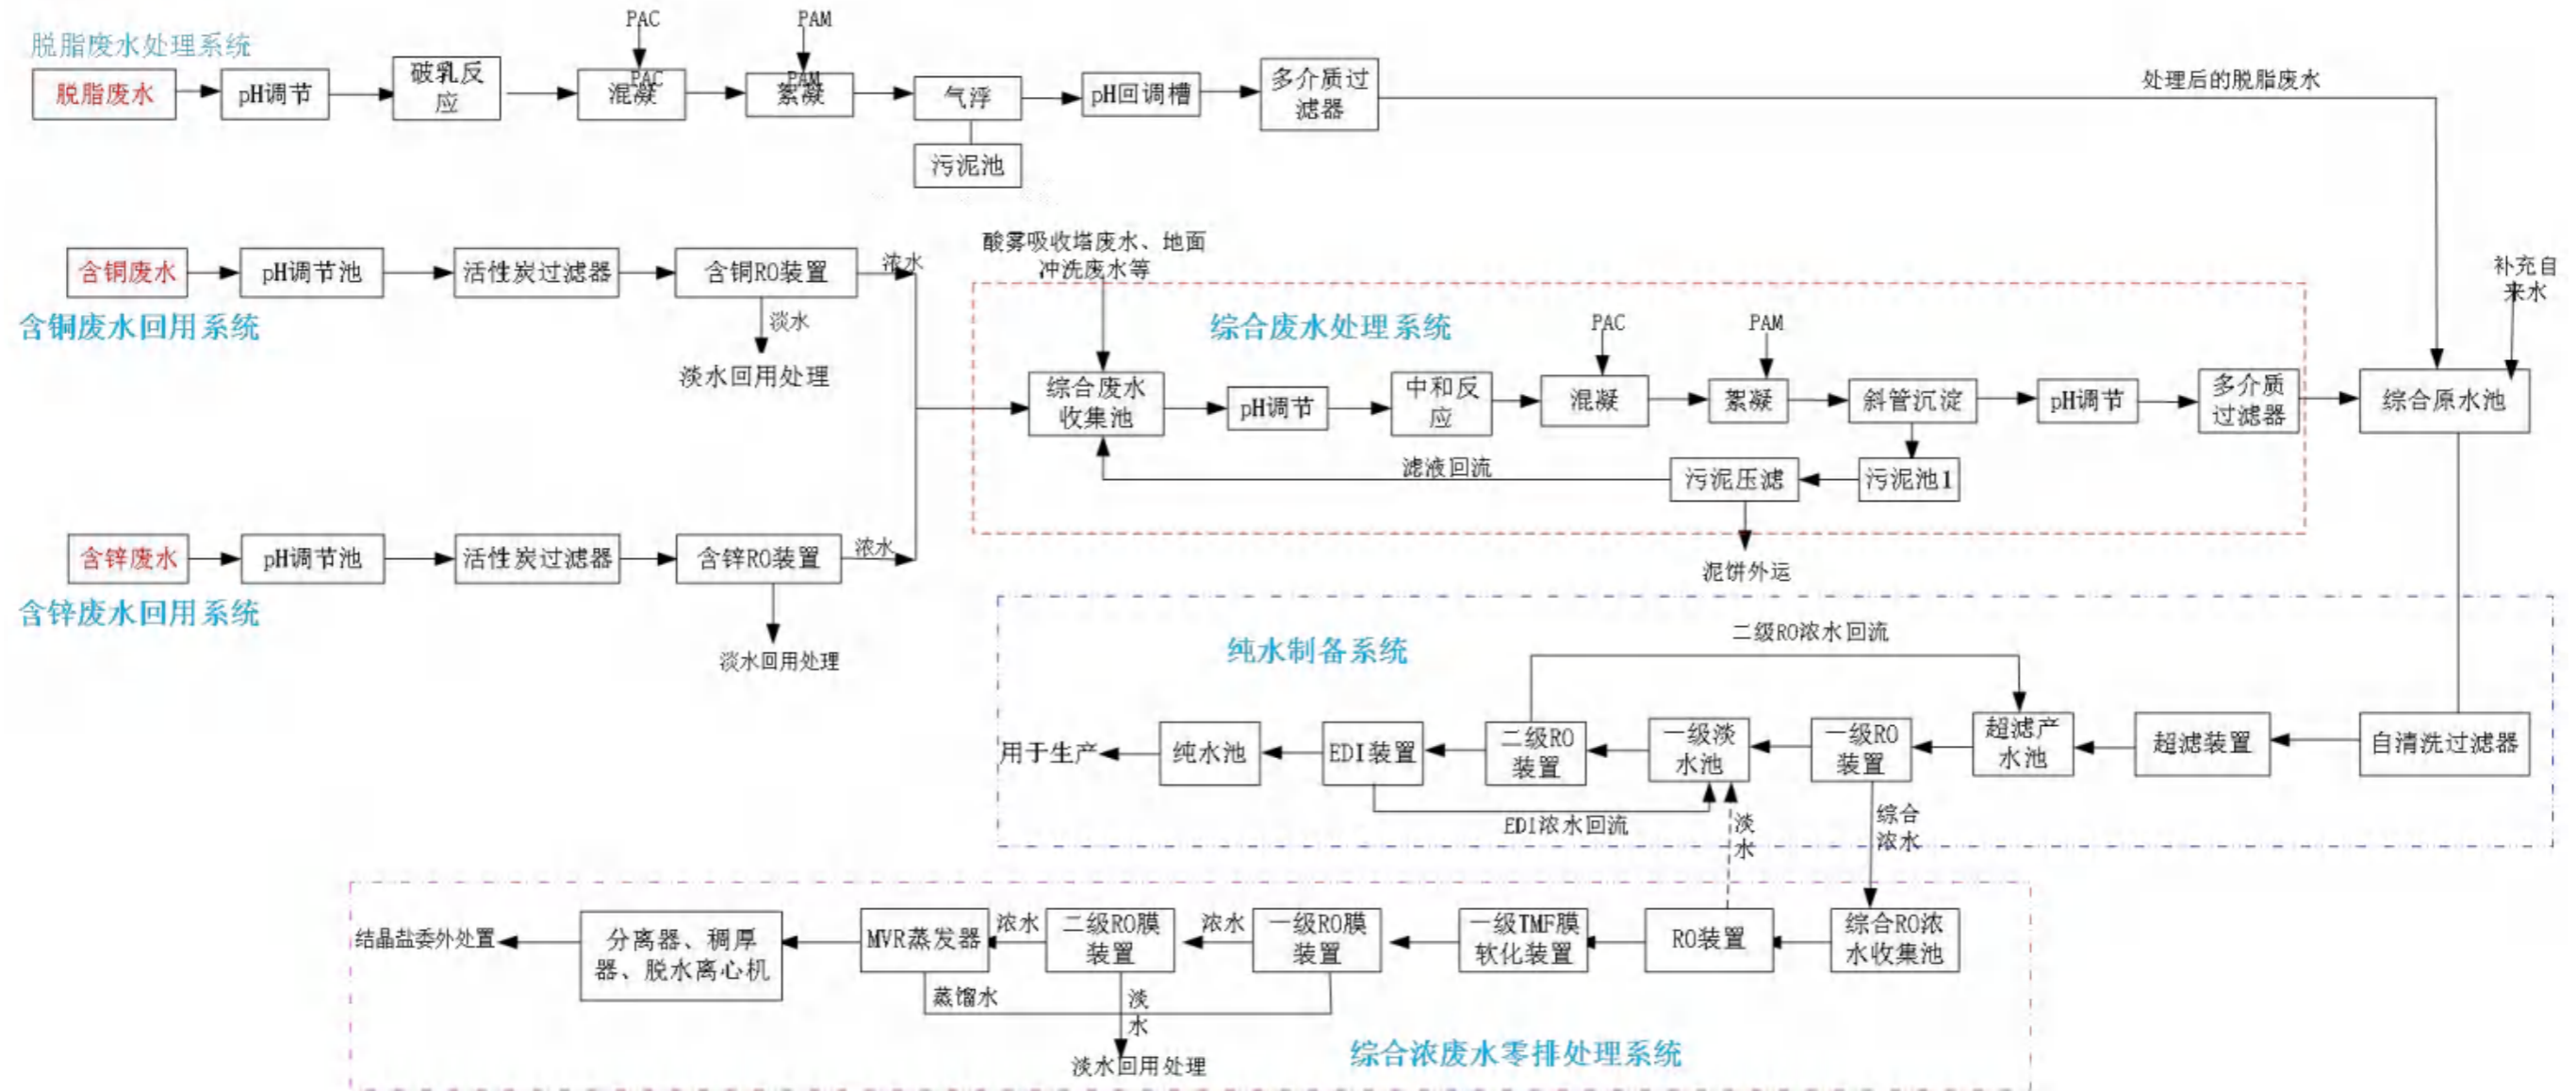 PAC
PAM
脱脂废水处理系统
脱脂废水
pH调节
破乳反
应
PAC
混凝
PAM
絮凝
气浮
污泥池
pH回调槽
多介质过
滤器
处理后的脱脂废水
含铜废水
pH调节池
活性炭过滤器
含铜RO装置
浓水
淡水
淡水回用处理
含铜废水回用系统
酸雾吸收塔废水、地面
冲洗废水等
补充自
来水
综合废水处理系统
PAC
PAM
综合废水
收集池
pH调节
中和反
应
混凝
絮凝
斜管沉淀
pH调节
多介质
过滤器
综合原水池
滤液回流
污泥压滤
污泥池1
泥饼外运
含锌废水
pH调节池
活性炭过滤器
含锌RO装置
浓水
淡水回用处理
含锌废水回用系统
纯水制备系统
二级RO浓水回流
用于生产
纯水池
EDI装置
二级RO
装置
一级淡
水池
一级RO
装置
超滤产
水池
超滤装置
自清洗过滤器
EDI浓水回流
淡
水
综合
浓水
结晶盐委外处置
分离器、稠厚
器、脱水离心机
MVR蒸发器
浓水
二级RO膜
装置
浓水
一级RO膜
装置
一级TMF膜
软化装置
RO装置
综合RO浓
水收集池
蒸馏水
淡
水
淡水回用处理
综合浓废水零排处理系统